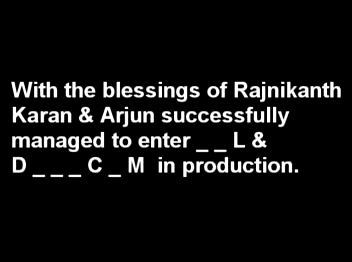 With the blessings of Rajnikanth
Karan & Arjun successfully
managed to enter _ _ L &
D _ _ _ C _ M in production.